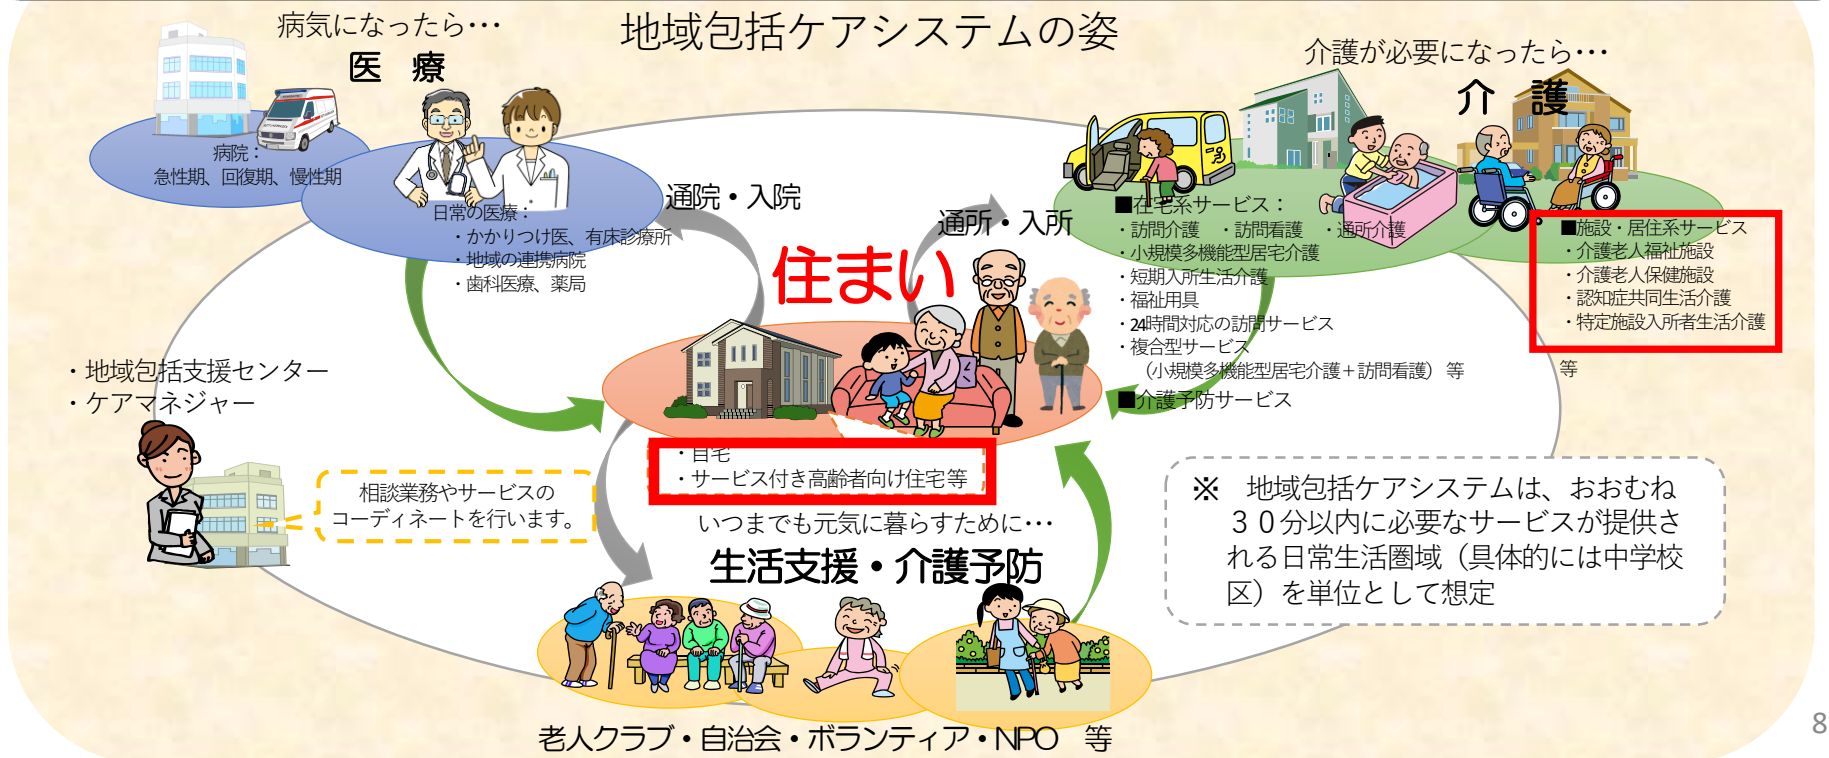 地域包括ケアシステムの姿
病気になったら･･･
医　療
病院：
急性期、回復期、慢性期
日常の医療：
・かかりつけ医、有床診療所
・地域の連携病院
・歯科医療、薬局
通院・入院
通所・入所
住まい
・自宅
・サービス付き高齢者向け住宅等
介護が必要になったら･･･
介　護
■在宅系サービス：
・訪問介護　・訪問看護　・通所介護
・小規模多機能型居宅介護
・短期入所生活介護
・福祉用具
・24時間対応の訪問サービス
・複合型サービス
（小規模多機能型居宅介護＋訪問看護） 等
■介護予防サービス
■施設・居住系サービス
・介護老人福祉施設
・介護老人保健施設
・認知症共同生活介護
・特定施設入所者生活介護
等
・地域包括支援センター
・ケアマネジャー
相談業務やサービスの
コーディネートを行います。
いつまでも元気に暮らすために･･･
生活支援・介護予防
老人クラブ・自治会・ボランティア・NPO　等
※　地域包括ケアシステムは、おおむね
３０分以内に必要なサービスが提供さ
れる日常生活圏域（具体的には中学校
区）を単位として想定
8